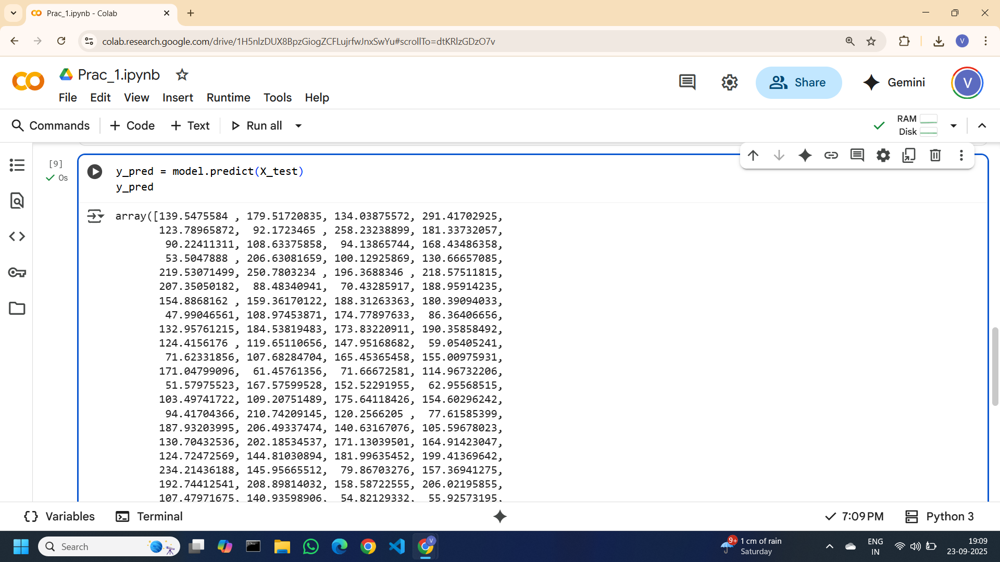 Prac_1.ipynb - Colab
colab.research.google.com/drive/1H5nlzDUX8BpzGiogZCFLujrfwJnxSwYu#scrollTo=dtKRlzGDzO7v
V
Prac_1.ipynb
Share
Gemini
V
File Edit View Insert Runtime Tools Help
Commands + Code + Text Run all
RAM
Disk
[9]
0s
y_pred = model.predict(X_test)
y_pred
array([139.5475584 , 179.51720835, 134.03875572, 291.41702925,
123.78965872, 92.1723465 , 258.23238899, 181.33732057,
90.22411311, 108.63375858, 94.13865744, 168.43486358,
53.5047888 , 206.63081659, 100.12925869, 130.66657085,
219.53071499, 250.7803234 , 196.3688346 , 218.57511815,
207.35050182, 88.48340941, 70.43285917, 188.95914235,
154.8868162 , 159.36170122, 188.31263363, 180.39094033,
47.99046561, 108.97453871, 174.77897633, 86.36406656,
132.95761215, 184.53819483, 173.83220911, 190.35858492,
124.4156176 , 119.65110656, 147.95168682, 59.05405241,
71.62331856, 107.68284704, 165.45365458, 155.00975931,
171.04799096, 61.45761356, 71.66672581, 114.96732206,
51.57975523, 167.57599528, 152.52291955, 62.95568515,
103.49741722, 109.20751489, 175.64118426, 154.60296242,
94.41704366, 210.74209145, 120.2566205 , 77.61585399,
187.93203995, 206.49337474, 140.63167076, 105.59678023,
130.70432536, 202.18534537, 171.13039501, 164.91423047,
124.72472569, 144.81030894, 181.99635452, 199.41369642,
234.21436188, 145.95665512, 79.86703276, 157.36941275,
192.74412541, 208.89814032, 158.58722555, 206.02195855,
107.47971675, 140.93598906, 54.82129332, 55.92573195,
Variables Terminal
7:09 PM Python 3
Search
V
9+
1 cm of rain
Saturday
ENG
IN
19:09
23-09-2025